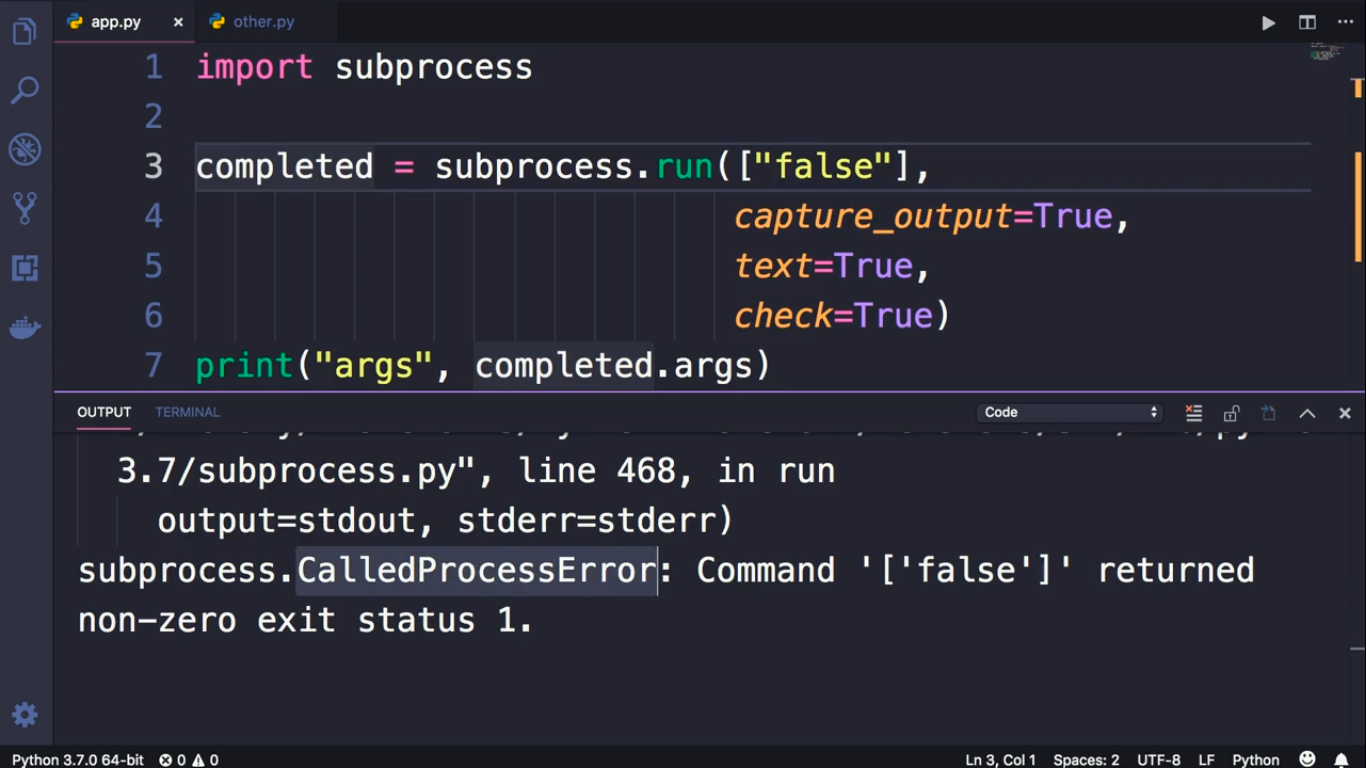 app.py × other.py
1 import subprocess
2
3 completed = subprocess.run(["false"],
4 capture_output=True,
5 text=True,
6 check=True)
7 print("args", completed.args)
OUTPUT TERMINAL Code
3.7/subprocess.py", line 468, in run
output=stdout, stderr=stderr)
subprocess.CalledProcessError: Command '['false']' returned
non-zero exit status 1.
Python 3.7.0 64-bit 0 0 Ln 3, Col 1 Spaces: 2 UTF-8 LF Python